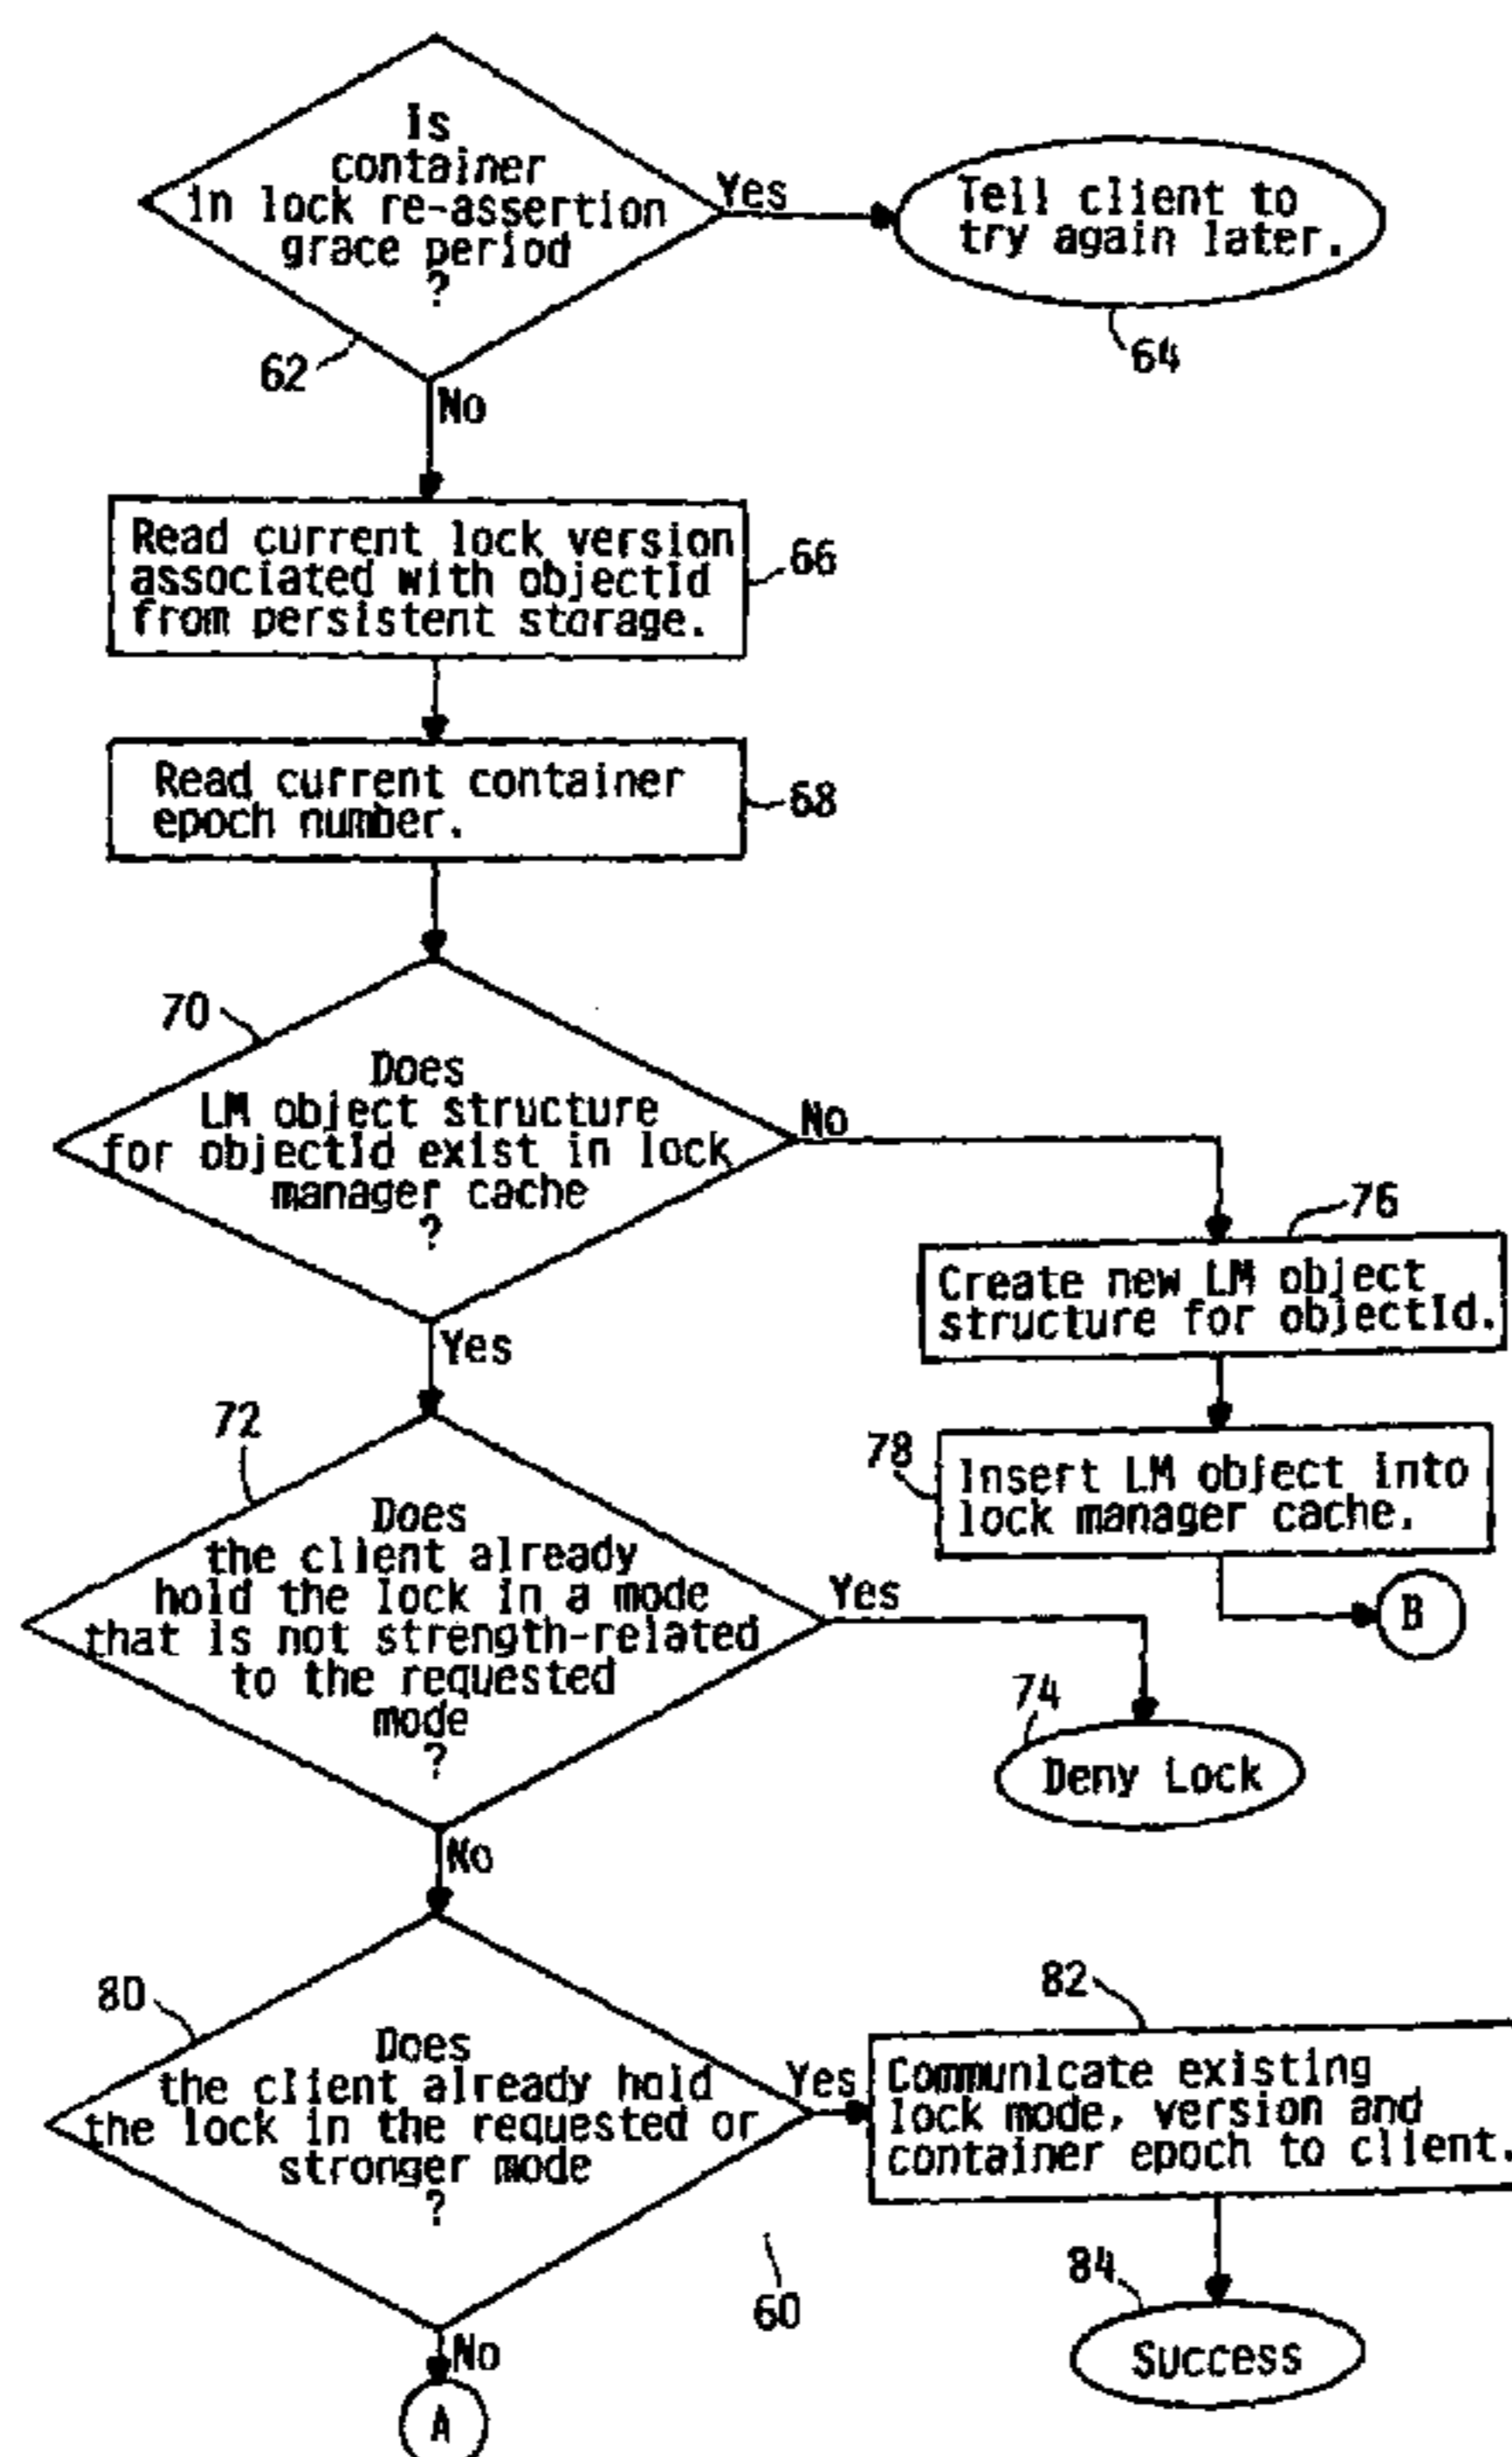 Is
container
in lock re-assertion
grace period
?
Yes
Tell client to
try again later.
64
62
No
Read current lock version
associated with objectId
from persistent storage.
66
Read current container
epoch number.
68
70
Does
LM object structure
for objectId exist in lock
manager cache
?
No
76
Create new LM object
structure for objectId.
Yes
72
78
Insert LM object into
lock manager cache.
B
Does
the client already
hold the lock in a mode
that is not strength-related
to the requested
mode
?
Yes
74
Deny Lock
No
80
Does
the client already hold
the lock in the requested or
stronger mode
?
Yes
82
Communicate existing
lock mode, version and
container epoch to client.
60
84
Success
No
A